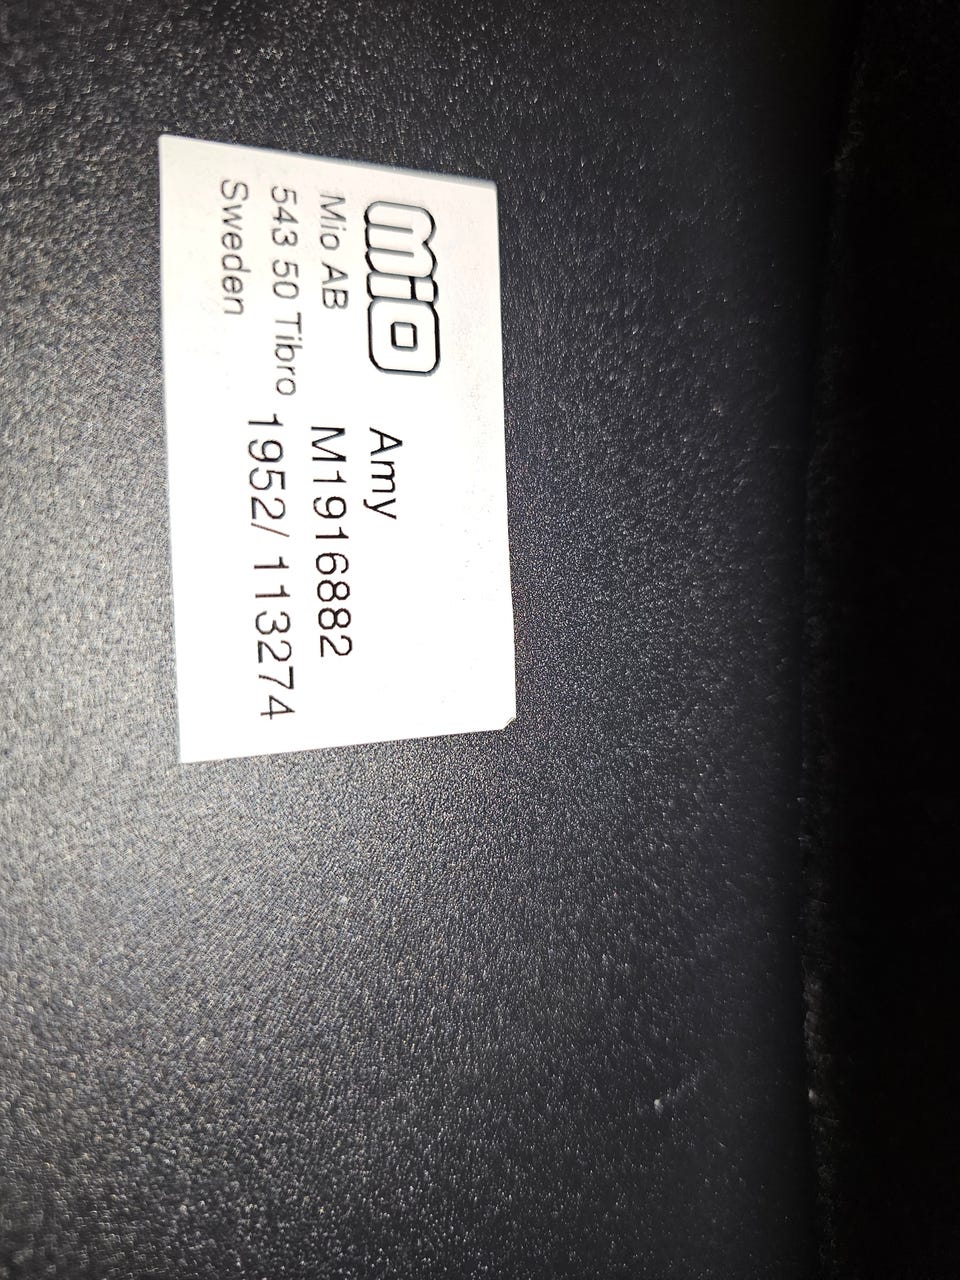 mio
Mio AB
543 50 Tibro
Sweden
Amy
M1916882
1952/ 113274